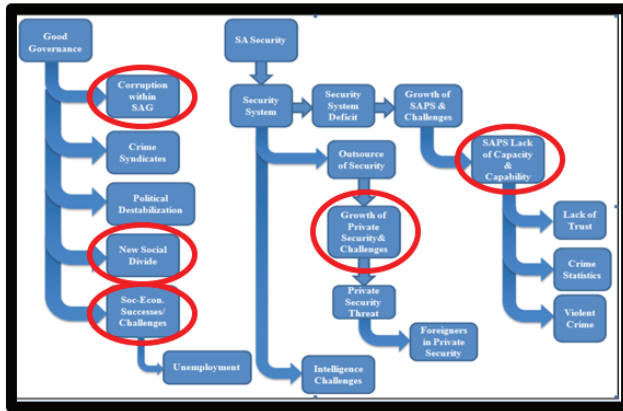 Good
Governance
Corruption
within
SAG
Crime
Syndicates
Political
Destabilization
New Social
Divide
Soc-Econ.
Successes/
Challenges
Unemployment
SA Security
Security
System
Security
System
Deficit
Growth
of SAPS &
Challenges
Outsource
of Security
SAPS Lack
of Capacity
&
Capability
Growth of
Private
Security&
Challenges
Lack of
Trust
Crime
Statistics
Private
Security
Threat
Violent
Crime
Foreigners
in Private
Security
Intelligence
Challenges